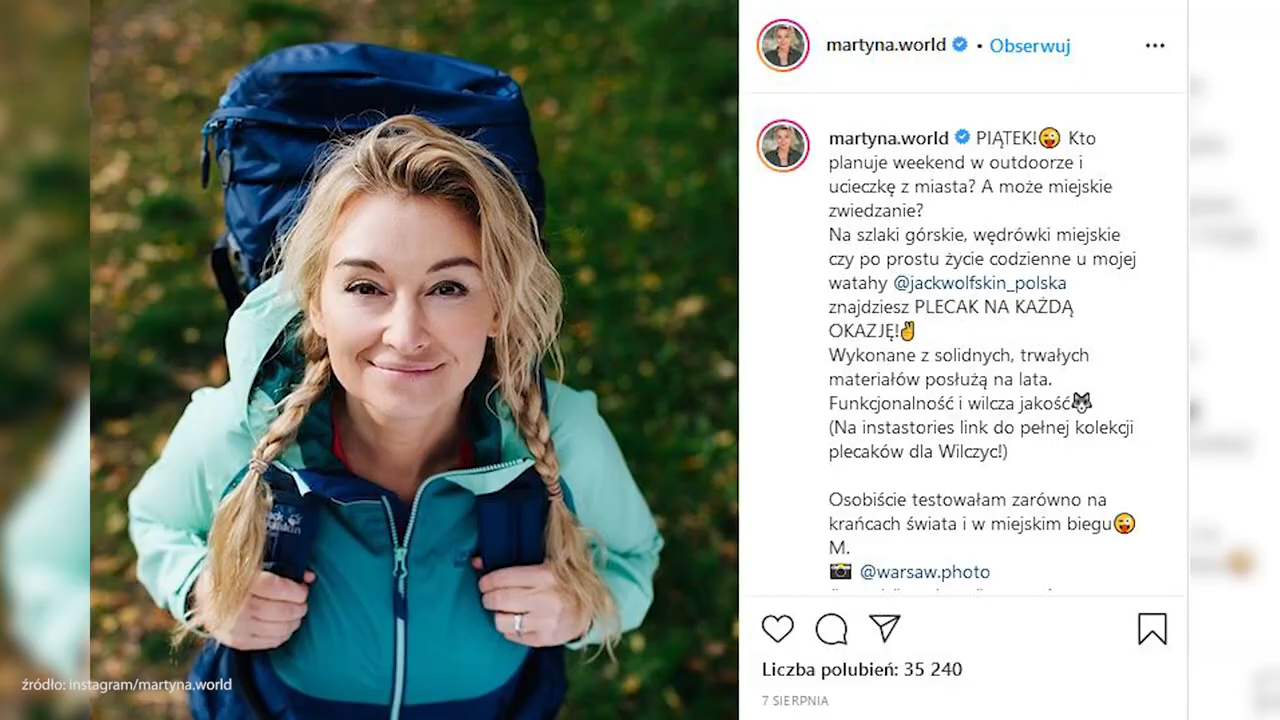 martyna.world • Obserwuj
martyna.world PIĄTEK!😜 Kto
planuje weekend w outdoorze i
ucieczkę z miasta? A może miejskie
zwiedzanie?
Na szlaki górskie, wędrówki miejskie
czy po prostu życie codzienne u mojej
watahy @jackwolfskin_polska
znajdziesz PLECAK NA KAŻDĄ
OKAZJĘ!✌
Wykonane z solidnych, trwałych
materiałów posłużą na lata.
Funkcjonalność i wilcza jakość🐺
(Na instastories link do pełnej kolekcji
plecaków dla Wilczyc!)
Osobiście testowałam zarówno na
krańcach świata i w miejskim biegu😜
M.
📷 @warsaw.photo
Liczba polubień: 35 240
7 SIERPNIA
źródło: instagram/martyna.world